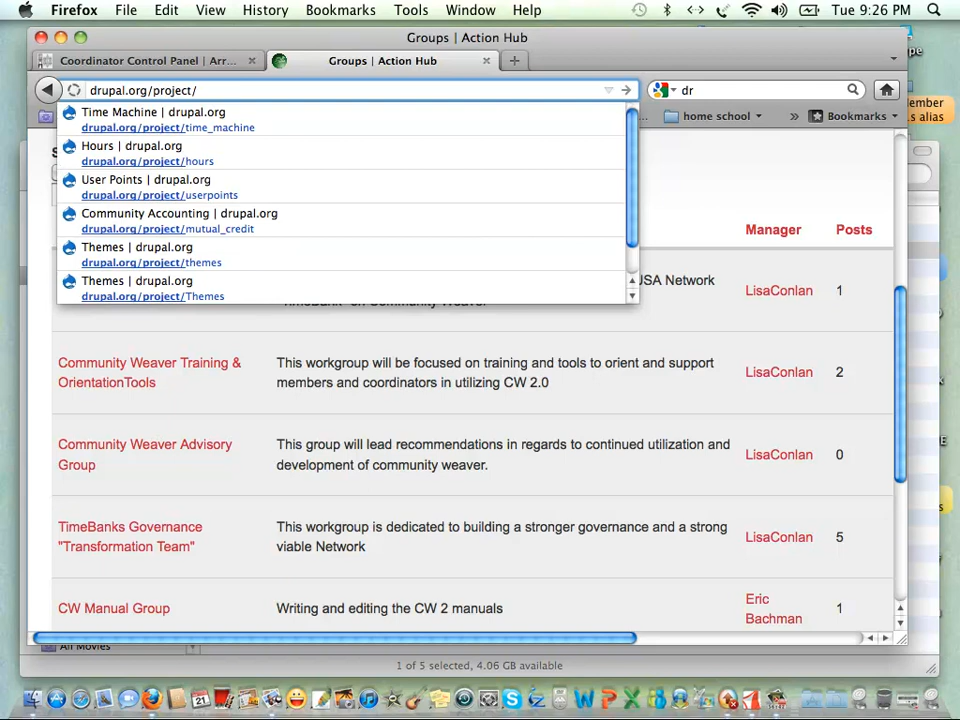 Firefox File Edit View History Bookmarks Tools Window Help Tue 9:26 PM
Groups | Action Hub
Coordinator Control Panel | Arr... Groups | Action Hub
drupal.org/project/ dr
home school Bookmarks
Time Machine | drupal.org
drupal.org/project/time_machine
Hours | drupal.org
drupal.org/project/hours
User Points | drupal.org
drupal.org/project/userpoints
Community Accounting | drupal.org
drupal.org/project/mutual_credit
Themes | drupal.org
drupal.org/project/themes
Themes | drupal.org
drupal.org/project/Themes
Manager Posts
USA Network
LisaConlan 1
Community Weaver Training &
OrientationTools
This workgroup will be focused on training and tools to orient and support
members and coordinators in utilizing CW 2.0
LisaConlan 2
Community Weaver Advisory
Group
This group will lead recommendations in regards to continued utilization and
development of community weaver.
LisaConlan 0
TimeBanks Governance
"Transformation Team"
This workgroup is dedicated to building a stronger governance and a strong
viable Network
LisaConlan 5
CW Manual Group
Writing and editing the CW 2 manuals
Eric
Bachman
1
All Movies
1 of 5 selected, 4.06 GB available